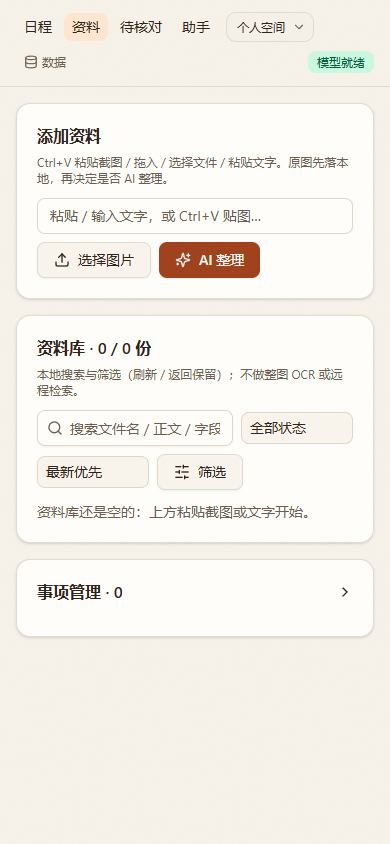 日程 资料 待核对 助手 个人空间
数据 模型就绪
添加资料
Ctrl+V 粘贴截图 / 拖入 / 选择文件 / 粘贴文字。原图先落本
地，再决定是否 AI 整理。
粘贴 / 输入文字，或 Ctrl+V 贴图...
选择图片 AI 整理
资料库 · 0 / 0 份
本地搜索与筛选（刷新 / 返回保留）；不做整图 OCR 或远
程检索。
搜索文件名 / 正文 / 字段 全部状态
最新优先 筛选
资料库还是空的：上方粘贴截图或文字开始。
事项管理 · 0